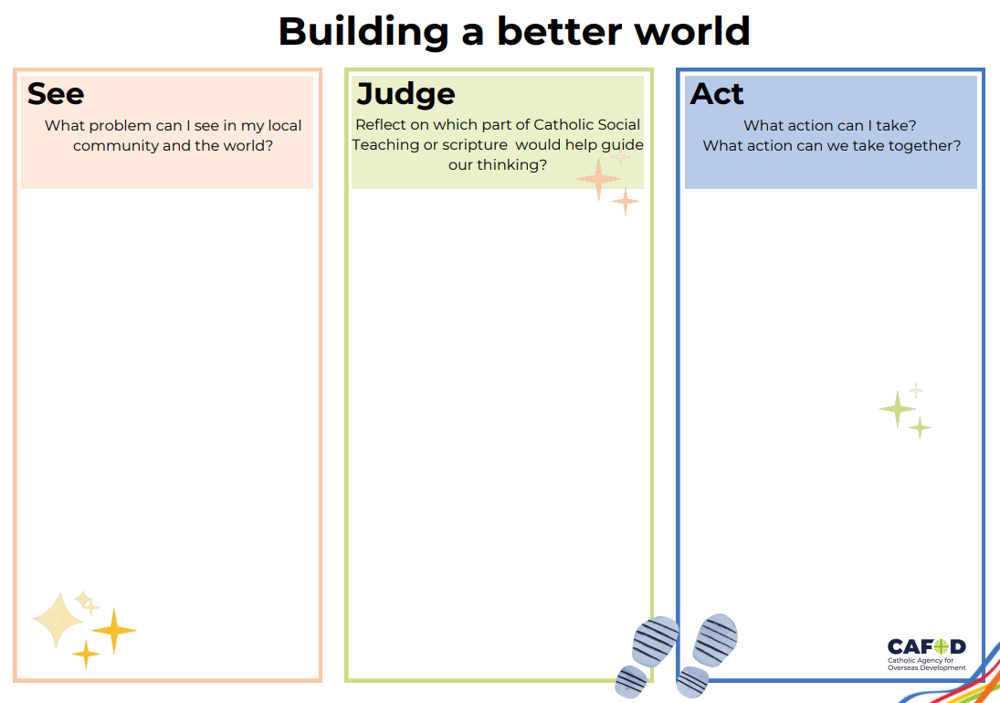 Building a better world
See
What problem can I see in my local
community and the world?
Judge
Reflect on which part of Catholic Social
Teaching or scripture  would help guide
our thinking?
Act
What action can I take?
What action can we take together?
CAFOD
Catholic Agency for
Overseas Development